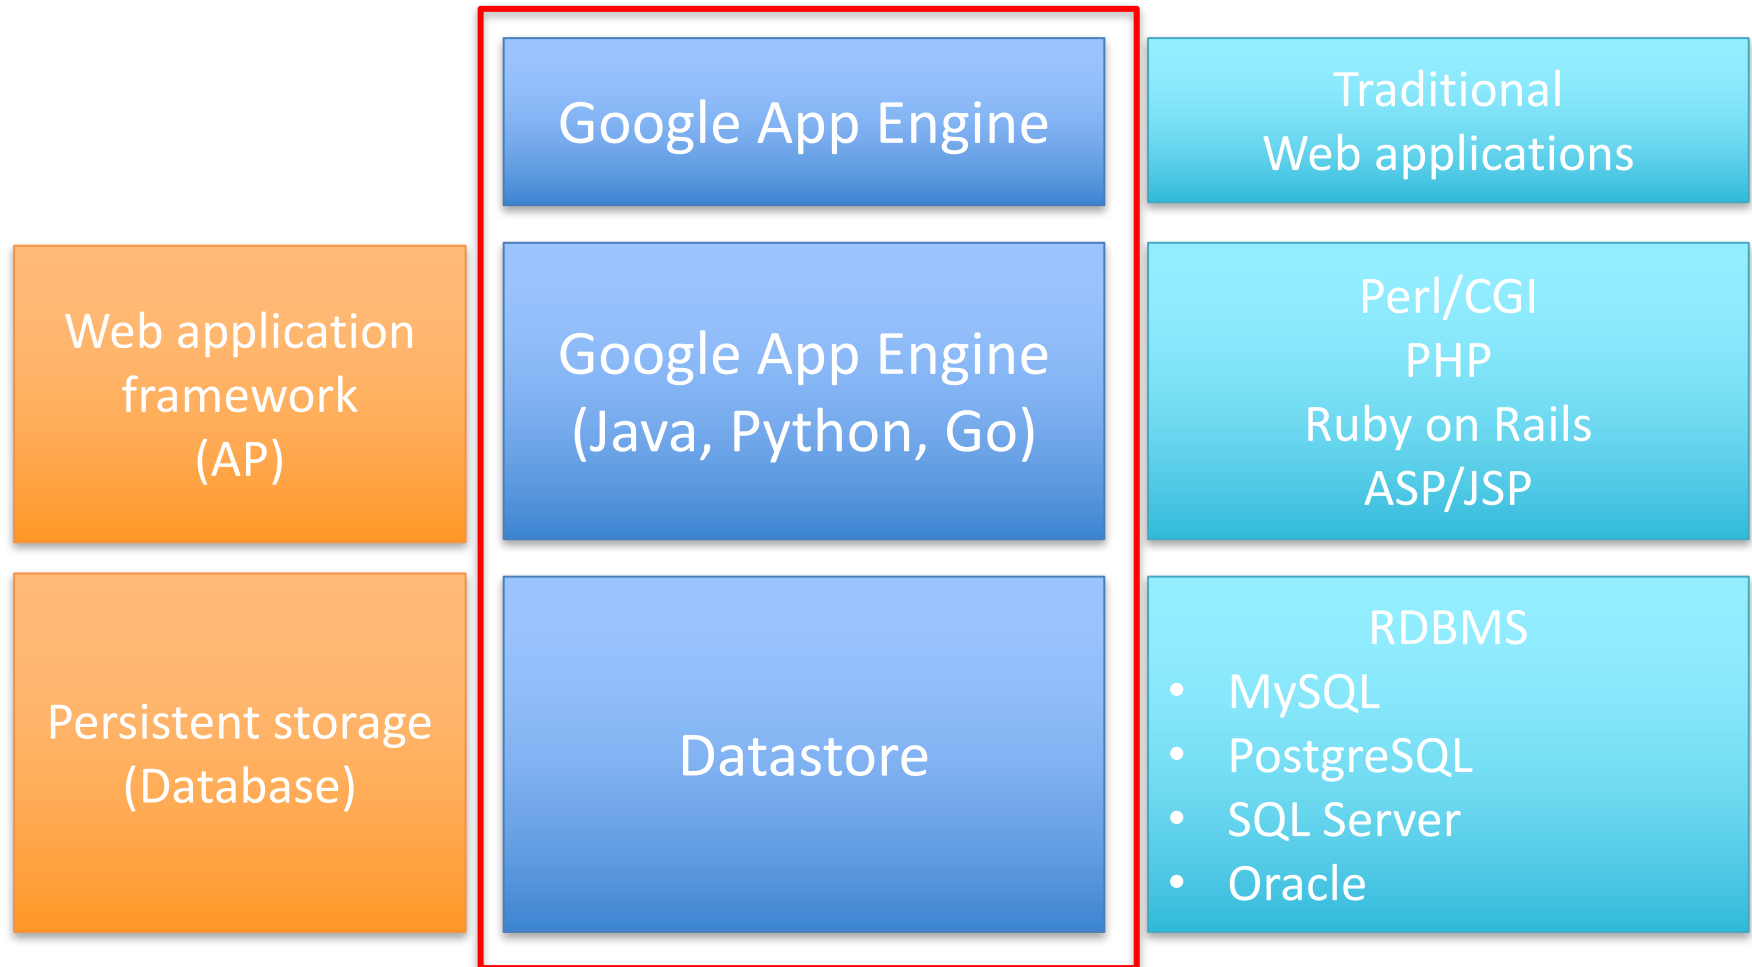 Google App Engine
Traditional
Web applications
Web application
framework
(AP)
Google App Engine
(Java, Python, Go)
Perl/CGI
PHP
Ruby on Rails
ASP/JSP
Persistent storage
(Database)
Datastore
RDBMS
• MySQL
• PostgreSQL
• SQL Server
• Oracle